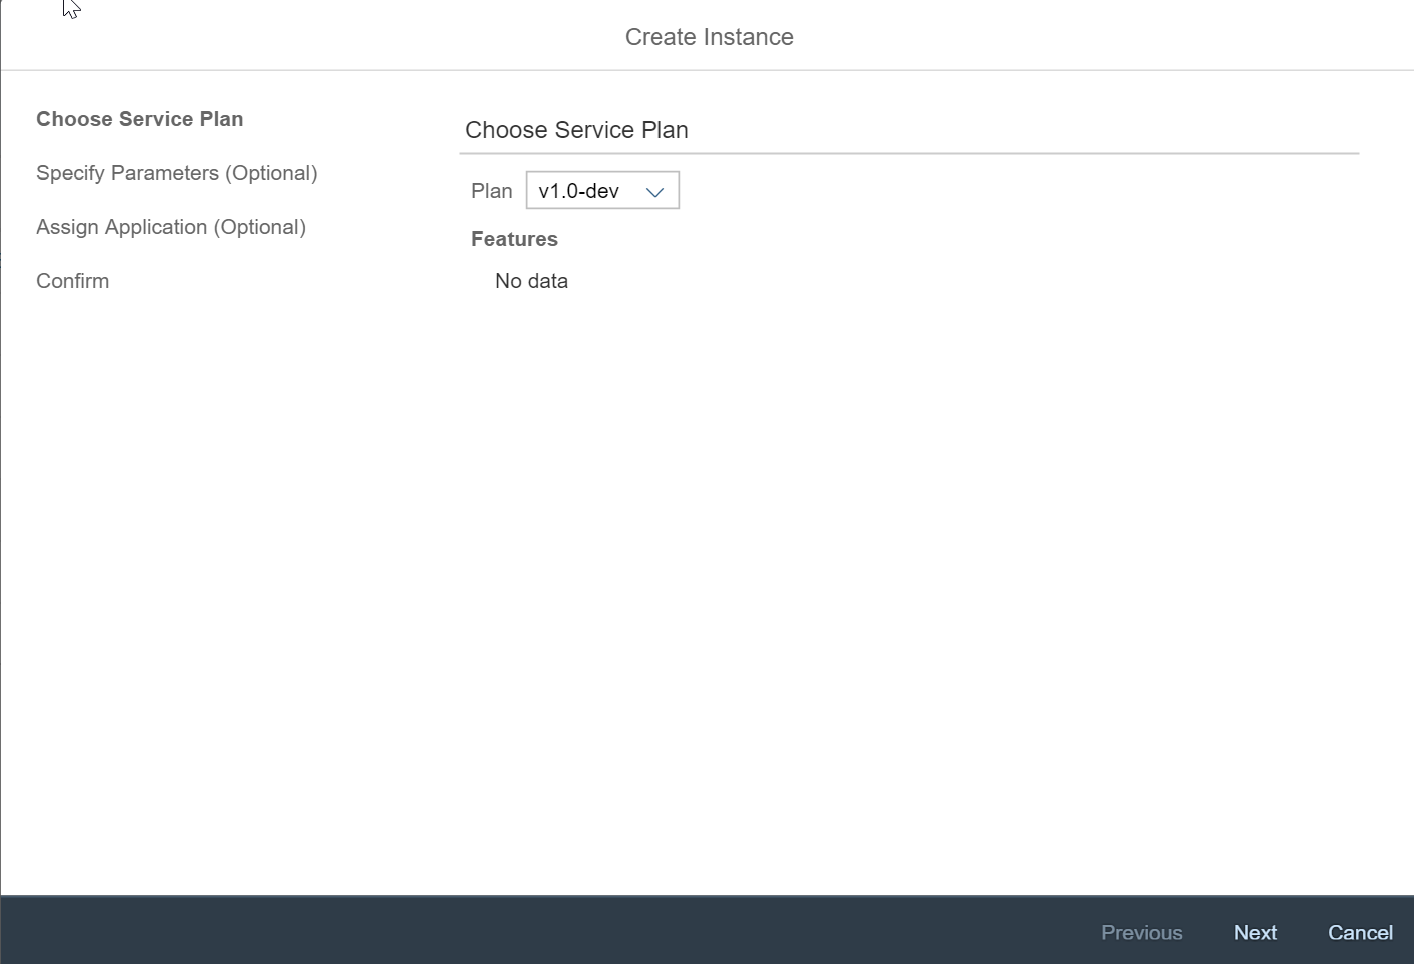 Create Instance
Choose Service Plan
Specify Parameters (Optional)
Assign Application (Optional)
Confirm
Choose Service Plan
Plan v1.0-dev
Features
No data
Previous Next Cancel